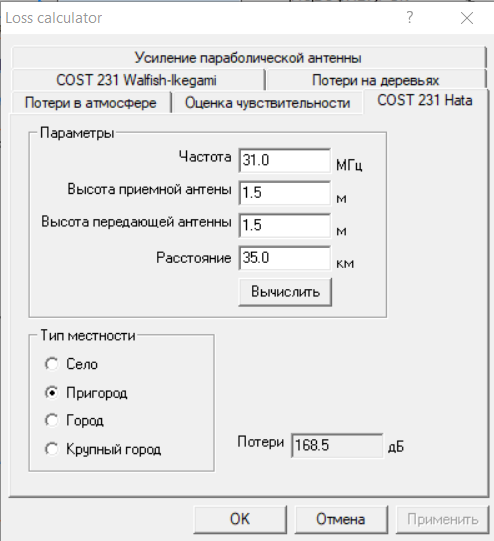 Loss calculator
Усиление параболической антенны
COST 231 Walfish-Ikegami
Потери на деревьях
Потери в атмосфере
Оценка чувствительности
COST 231 Hata
Параметры
Частота 31.0 МГц
Высота приемной антены 1.5 м
Высота передающей антенны 1.5 м
Расстояние 35.0 км
Вычислить
Тип местности
Село
Пригород
Город
Крупный город
Потери 168.5 дБ
OK
Отмена
Применить